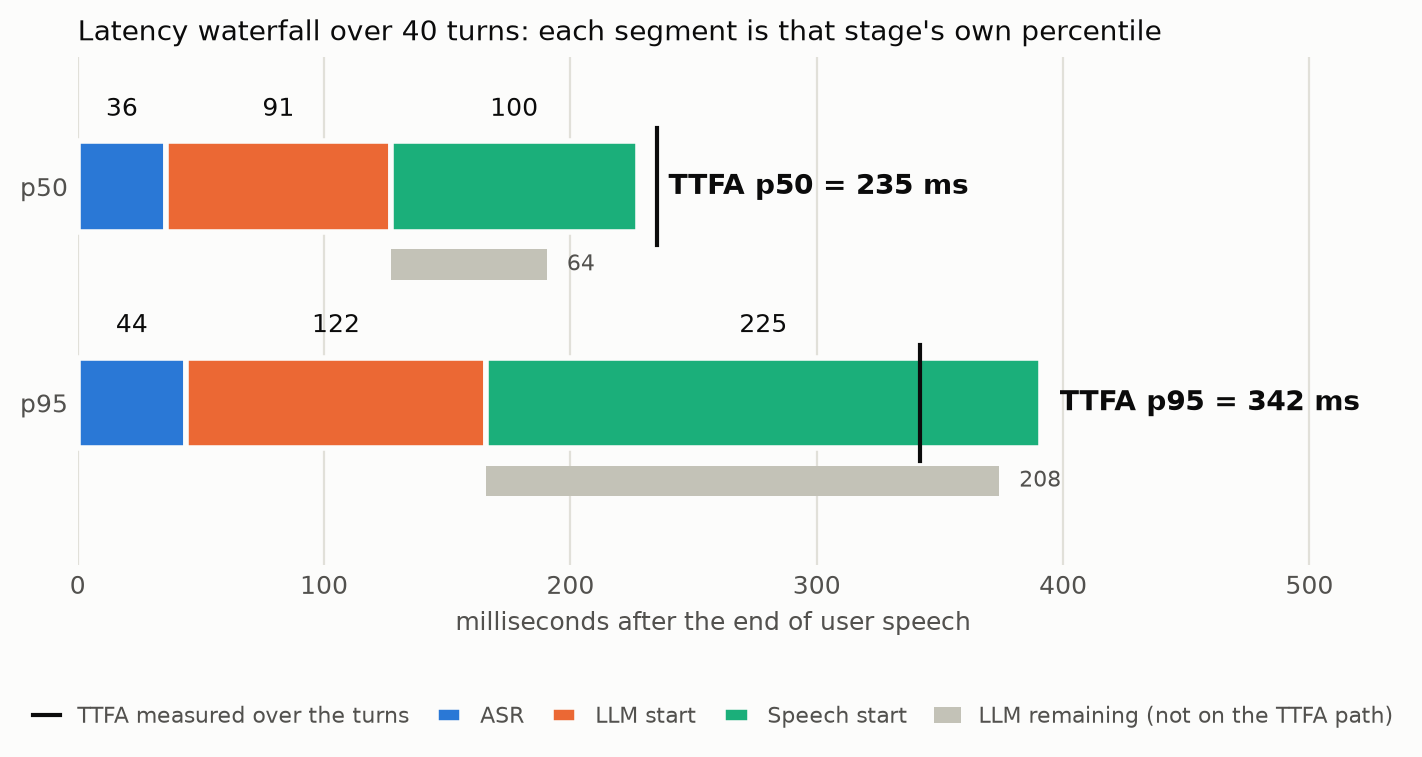 Latency waterfall over 40 turns: each segment is that stage's own percentile
36 91 100
p50
TTFA p50 = 235 ms
64
44 122 225
p95
TTFA p95 = 342 ms
208
0 100 200 300 400 500
milliseconds after the end of user speech
TTFA measured over the turns ASR LLM start Speech start LLM remaining (not on the TTFA path)